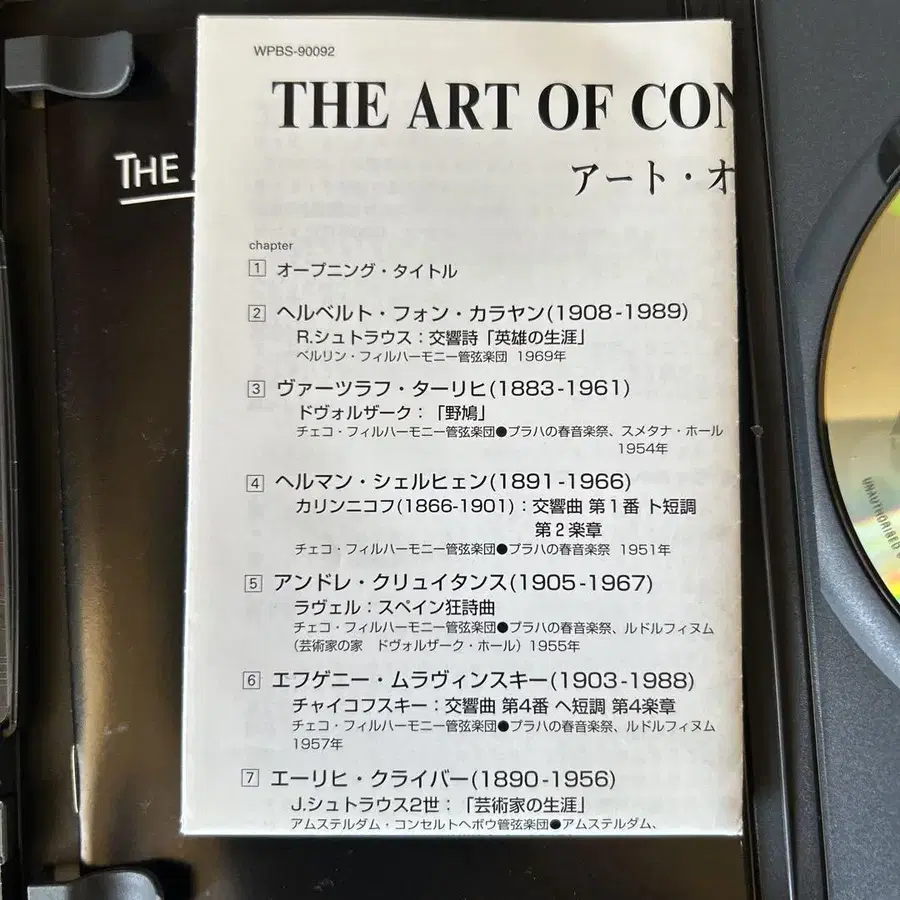 WPBS-90092
THE ART OF CON
アート・オ
THE
chapter
1 オープニング・タイトル
2 ヘルベルト・フォン・カラヤン(1908-1989)
R.シュトラウス:交響詩「英雄の生涯」
ベルリン・フィルハーモニー管弦楽団 1969年
3 ヴァーツラフ・ターリヒ(1883-1961)
ドヴォルザーク:「野鳩」
チェコ・フィルハーモニー管弦楽団●プラハの春音楽祭、スメタナ・ホール
1954年
4 ヘルマン・シェルヒェン(1891-1966)
カリンニコフ(1866-1901):交響曲 第1番 ト短調
第2楽章
チェコ・フィルハーモニー管弦楽団●プラハの春音楽祭 1951年
5 アンドレ・クリュイタンス(1905-1967)
ラヴェル:スペイン狂詩曲
チェコ・フィルハーモニー管弦楽団●プラハの春音楽祭、ルドルフィヌム
(芸術家の家 ドヴォルザーク・ホール) 1955年
6 エフゲニー・ムラヴィンスキー(1903-1988)
チャイコフスキー:交響曲 第4番 ヘ短調 第4楽章
チェコ・フィルハーモニー管弦楽団●プラハの春音楽祭、ルドルフィヌム
1957年
7 エーリヒ・クライバー(1890-1956)
J.シュトラウス2世:「芸術家の生涯」
アムステルダム・コンセルトヘボウ管弦楽団●アムステルダム、
UNAUTHORISED